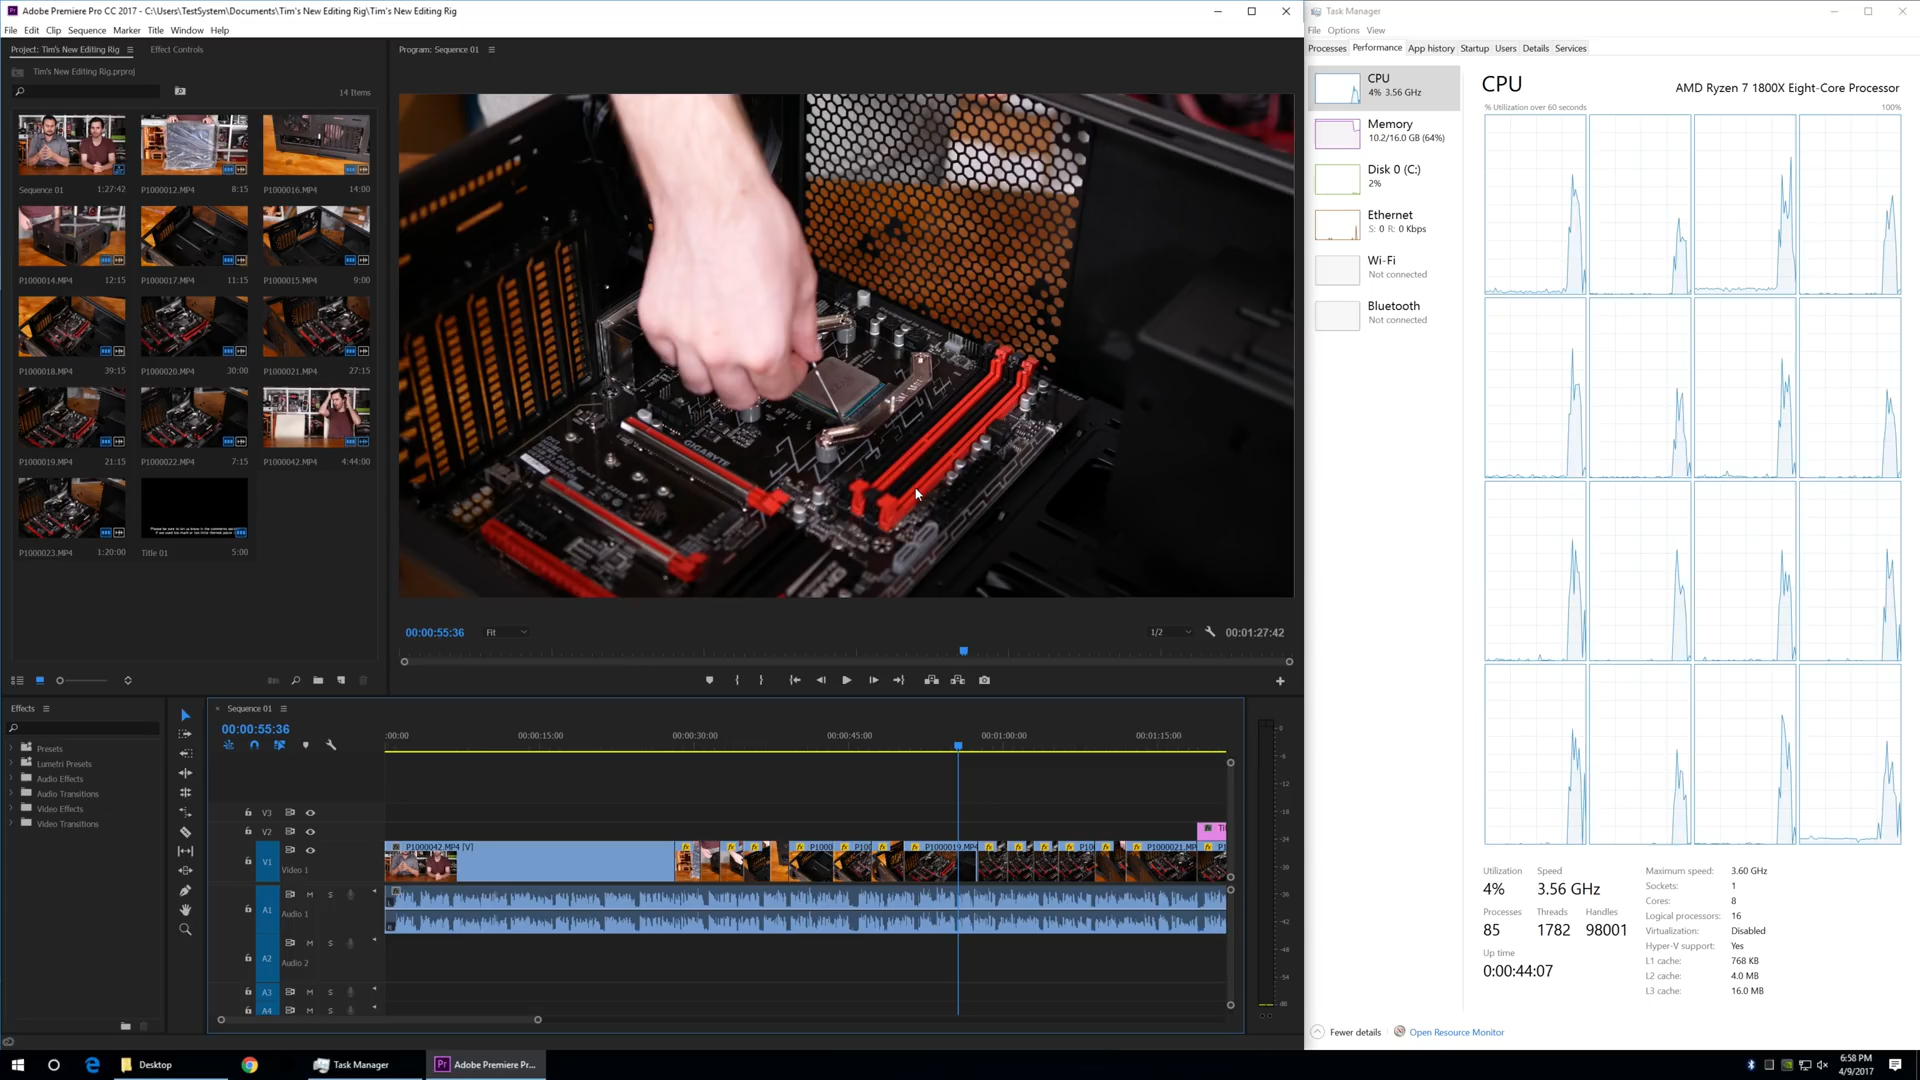 Adobe Premiere Pro CC 2017 - C:\Users\TestSystem\Documents\Tim's New Editing Rig\Tim's New Editing Rig
File Edit Clip Sequence Marker Title Window Help
Project: Tim's New Editing Rig
Effect Controls
Tim's New Editing Rig.prproj
14 Items
Sequence 01 1:27:42
P1000012.MP4 8:15
P1000016.MP4 14:00
P1000014.MP4 12:15
P1000017.MP4 11:15
P1000015.MP4 9:00
P1000018.MP4 39:15
P1000020.MP4 30:00
P1000021.MP4 27:15
P1000019.MP4 21:15
P1000022.MP4 7:15
P1000042.MP4 4:44:00
P1000023.MP4 1:20:00
Title 01 5:00
Program: Sequence 01
GIGABYTE
00:00:55:36
Fit
1/2
00:01:27:42
Effects
Presets
Lumetri Presets
Audio Effects
Audio Transitions
Video Effects
Video Transitions
Sequence 01
00:00:55:36
:00:00
00:00:15:00
00:00:30:00
00:00:45:00
00:01:00:00
00:01:15:00
V3
V2
V1
Video 1
P1000042.MP4 [V]
P1000
P1000019.MP4
P1000021.MP4
A1
M S
Audio 1
A2
M S
Audio 2
A3 M S
A4 M S
0
-6
-12
-18
-24
-30
-36
-42
-48
-54
dB
Task Manager
File Options View
Processes Performance App history Startup Users Details Services
CPU
4% 3.56 GHz
Memory
10.2/16.0 GB (64%)
Disk 0 (C:)
2%
Ethernet
S: 0 R: 0 Kbps
Wi-Fi
Not connected
Bluetooth
Not connected
CPU
AMD Ryzen 7 1800X Eight-Core Processor
% Utilization over 60 seconds
100%
Utilization Speed
4% 3.56 GHz
Processes Threads Handles
85 1782 98001
Up time
0:00:44:07
Maximum speed: 3.60 GHz
Sockets: 1
Cores: 8
Logical processors: 16
Virtualization: Disabled
Hyper-V support: Yes
L1 cache: 768 KB
L2 cache: 4.0 MB
L3 cache: 16.0 MB
Fewer details
Open Resource Monitor
Desktop
Task Manager
Adobe Premiere Pr...
6:58 PM
4/9/2017